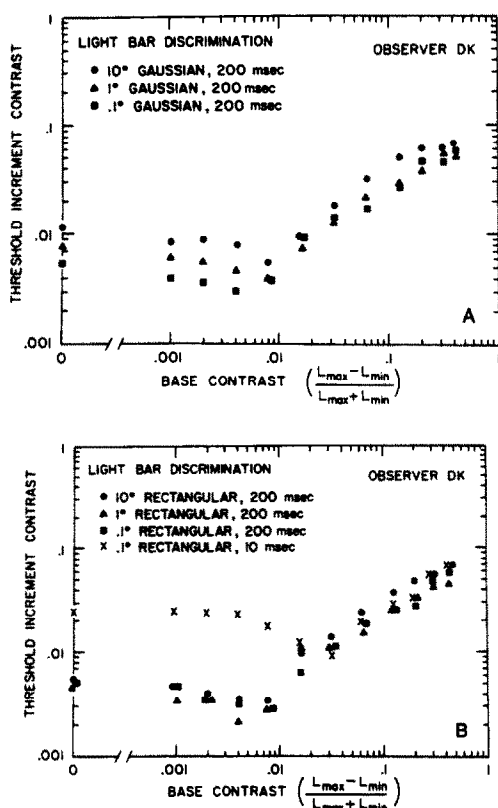 1
LIGHT BAR DISCRIMINATION
OBSERVER DK
● 10° GAUSSIAN, 200 msec
▲ 1° GAUSSIAN, 200 msec
■ .1° GAUSSIAN, 200 msec
.1
THRESHOLD INCREMENT CONTRAST
.01
.001
A
0
.001
.01
.1
1
BASE CONTRAST (Lmax − Lmin / Lmax + Lmin)
1
LIGHT BAR DISCRIMINATION
OBSERVER DK
● 10° RECTANGULAR, 200 msec
▲ 1° RECTANGULAR, 200 msec
■ .1° RECTANGULAR, 200 msec
× .1° RECTANGULAR, 10 msec
.1
THRESHOLD INCREMENT CONTRAST
.01
.001
B
0
.001
.01
.1
1
BASE CONTRAST (Lmax − Lmin / Lmax + Lmin)